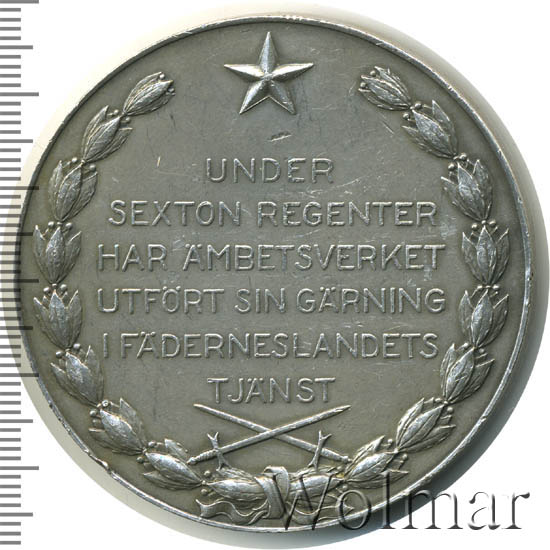 UNDER
SEXTON REGENTER
HAR ÄMBETSVERKET
UTFÖRT SIN GÄRNING
I FÄDERNESLANDETS
TJÄNST
Wolmar